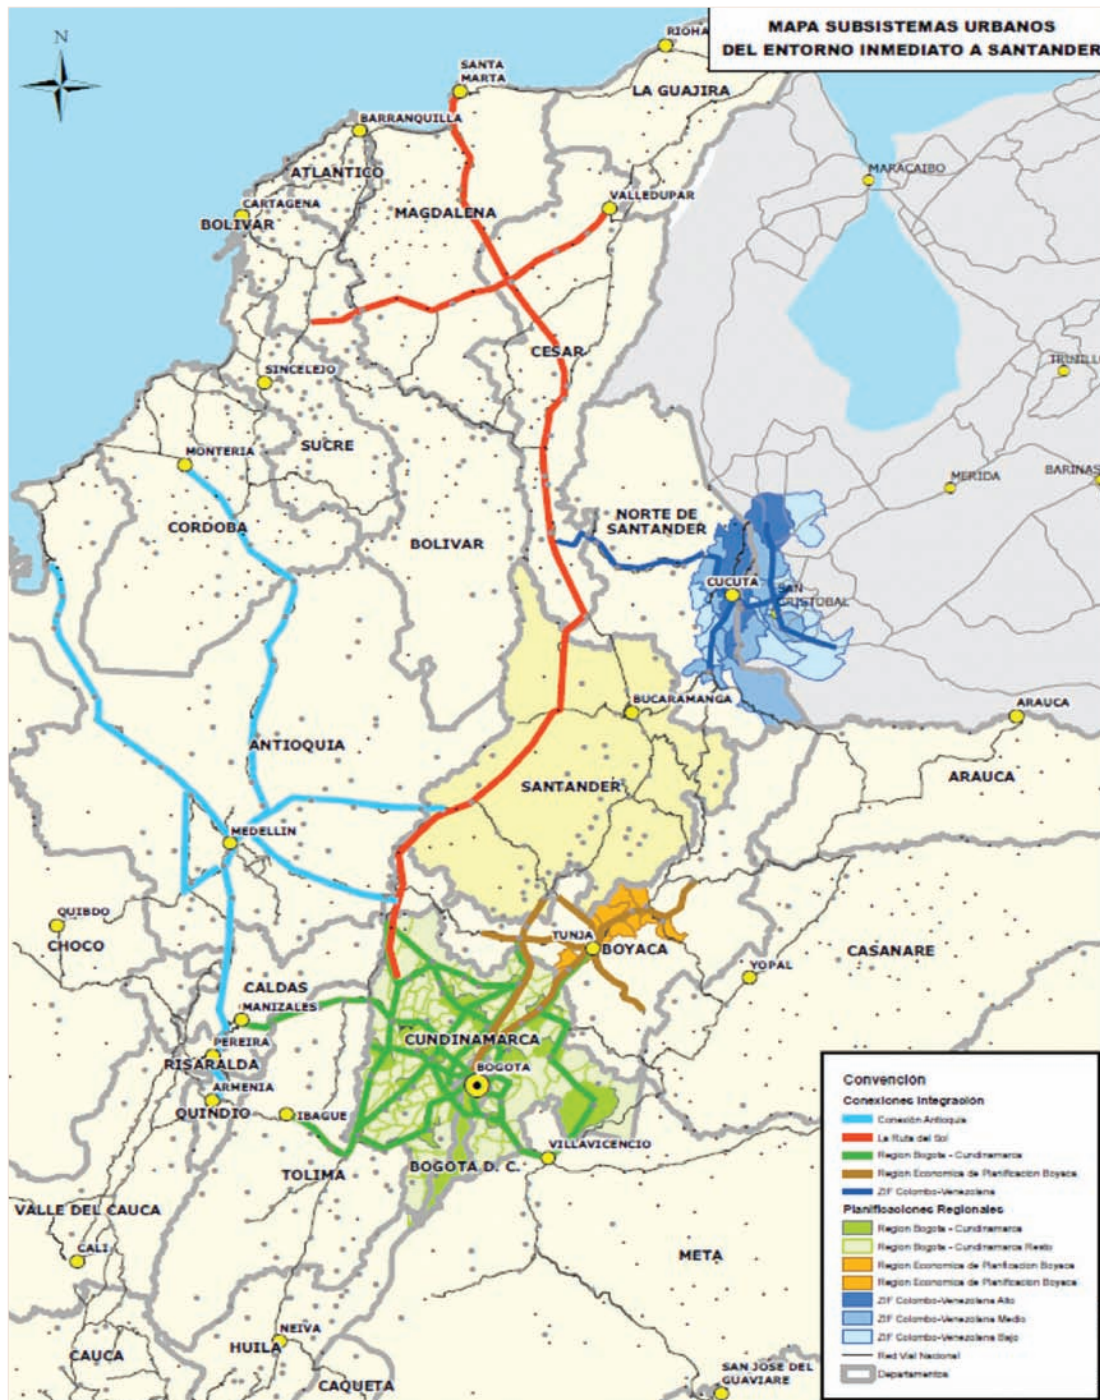 MAPA SUBSISTEMAS URBANOS
DEL ENTORNO INMEDIATO A SANTANDER
N
RIOHA
SANTA
MARTA
LA GUAJIRA
BARRANQUILLA
MARACAIBO
ATLANTICO
VALLEDUPAR
CARTAGENA
MAGDALENA
BOLIVAR
CESAR
TRUJILLO
SINCELEJO
SUCRE
MONTERIA
MERIDA
BARINAS
NORTE DE
SANTANDER
CORDOBA
BOLIVAR
CUCUTA
SAN
CRISTOBAL
BUCARAMANGA
ARAUCA
ANTIOQUIA
ARAUCA
SANTANDER
MEDELLIN
QUIBDO
CHOCO
TUNJA
BOYACA
CASANARE
YOPAL
CALDAS
MANIZALES
CUNDINAMARCA
PEREIRA
RISARALDA
BOGOTA
ARMENIA
QUINDIO
IBAGUE
VILLAVICENCIO
BOGOTA D. C.
TOLIMA
VALLE DEL CAUCA
CALI
META
NEIVA
HUILA
CAUCA
CAQUETA
SAN JOSE DEL
GUAVIARE
Convención
Conexiones Integración
Conexión Antioquia
La Ruta del Sol
Region Bogota - Cundinamarca
Region Economica de Planificación Boyaca
ZIF Colombo-Venezolana
Planificaciones Regionales
Region Bogota - Cundinamarca
Region Bogota - Cundinamarca Resto
Region Economica de Planificacion Boyaca
Region Economica de Planificacion Boyaca
ZIF Colombo-Venezolana Alto
ZIF Colombo-Venezolana Medio
ZIF Colombo-Venezolana Bajo
Red Vial Nacional
Departamentos